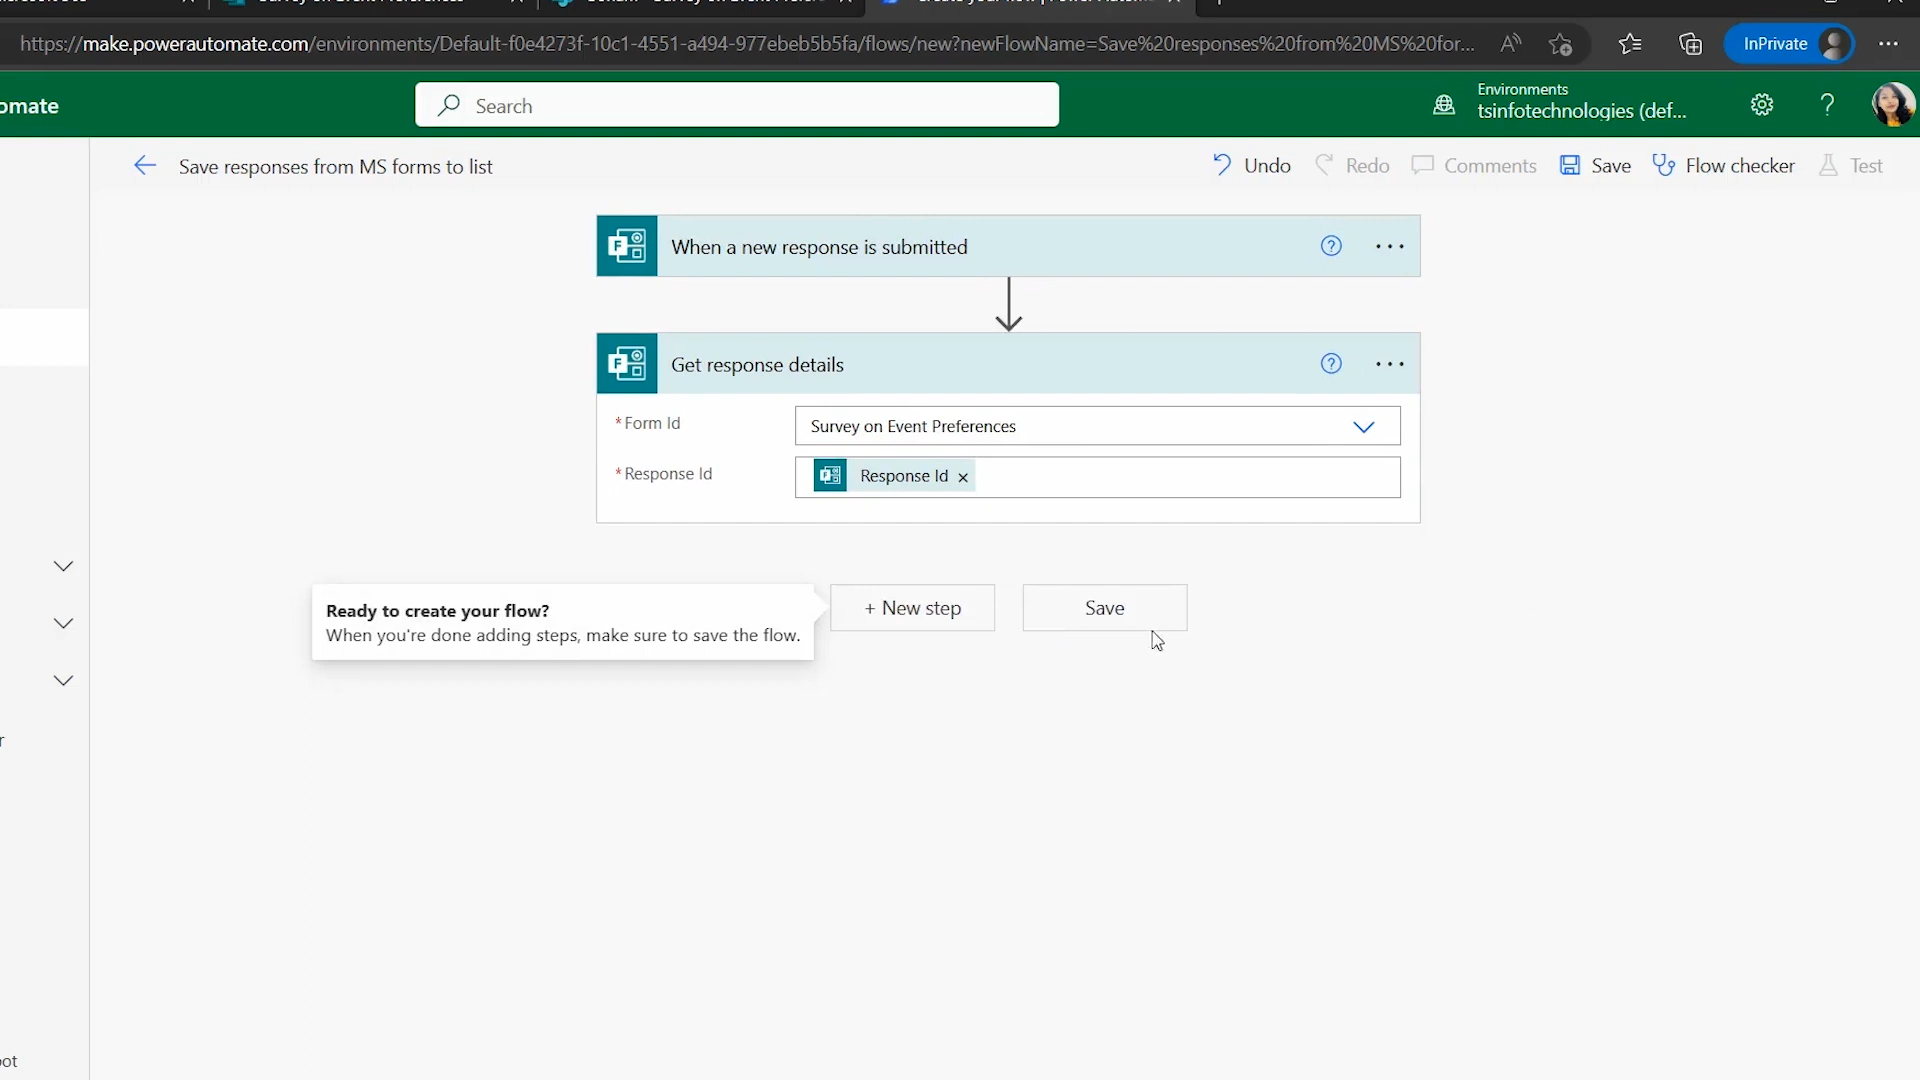 https://make.powerautomate.com/environments/Default-f0e4273f-10c1-4551-a494-977ebeb5b5fa/flows/new?newFlowName=Save%20responses%20from%20MS%20for...
InPrivate
omate
Search
Environments
tsinfotechnologies (def...
Save responses from MS forms to list
Undo
Redo
Comments
Save
Flow checker
Test
When a new response is submitted
Get response details
*Form Id
Survey on Event Preferences
*Response Id
Response Id
Ready to create your flow?
When you're done adding steps, make sure to save the flow.
+ New step
Save
r
oot